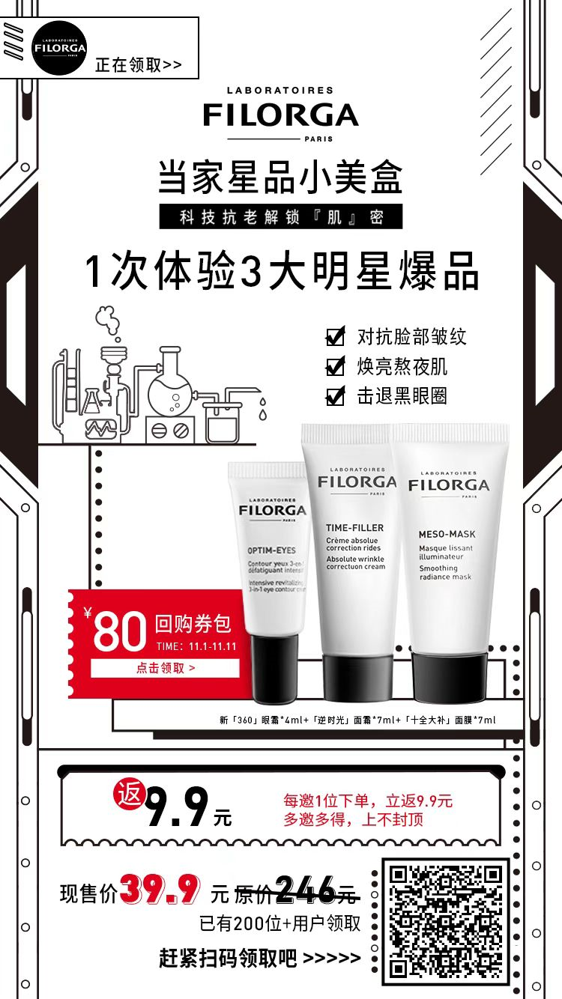 LABORATOIRES
FILORGA
PARIS
正在领取>>
LABORATOIRES
FILORGA
PARIS
当家星品小美盒
科技抗老解锁『肌』密
1次体验3大明星爆品
对抗脸部皱纹
焕亮熬夜肌
击退黑眼圈
LABORATOIRES
FILORGA
PARIS
OPTIM-EYES
Contour yeux 3-en-1
défatiguant intensif
Intensive revitalizing
3-in-1 eye contour
LABORATOIRES
FILORGA
PARIS
TIME-FILLER
Crème absolue
correction rides
Absolute wrinkle
correctuon cream
LABORATOIRES
FILORGA
PARIS
MESO-MASK
Masque lissant
illuminateur
Smoothing
radiance mask
¥80 回购券包
TIME: 11.1-11.11
点击领取 >
新「360」眼霜*4ml+「逆时光」面霜*7ml+「十全大补」面膜*7ml
返9.9元
每邀1位下单，立返9.9元
多邀多得，上不封顶
现售价39.9元 原价246元
已有200位+用户领取
赶紧扫码领取吧 >>>>>